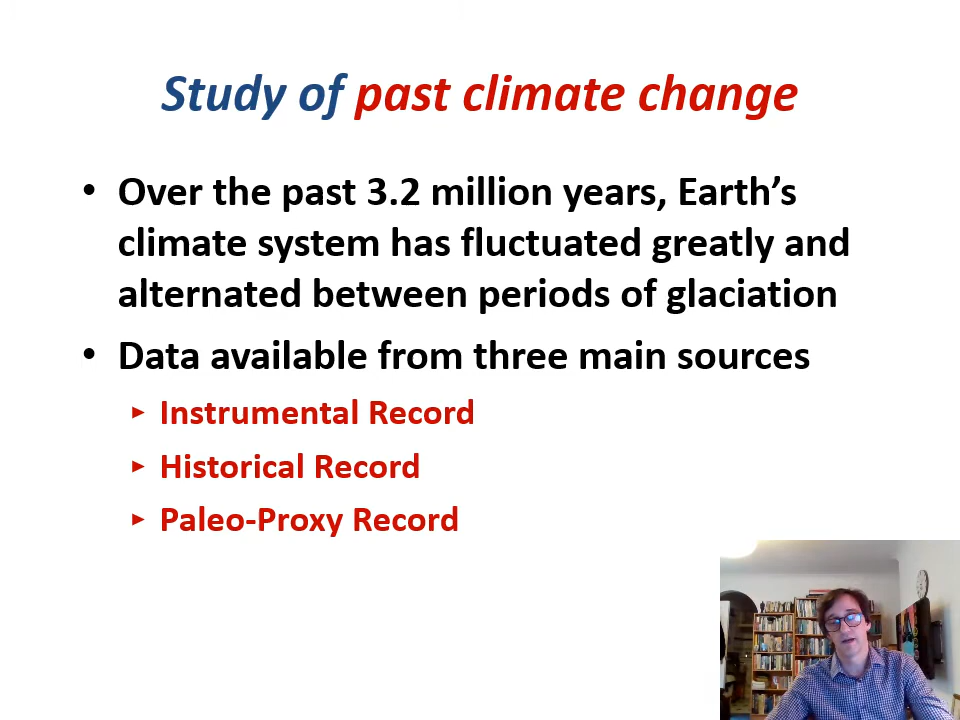 Study of past climate change
• Over the past 3.2 million years, Earth's
climate system has fluctuated greatly and
alternated between periods of glaciation
• Data available from three main sources
▸ Instrumental Record
▸ Historical Record
▸ Paleo-Proxy Record